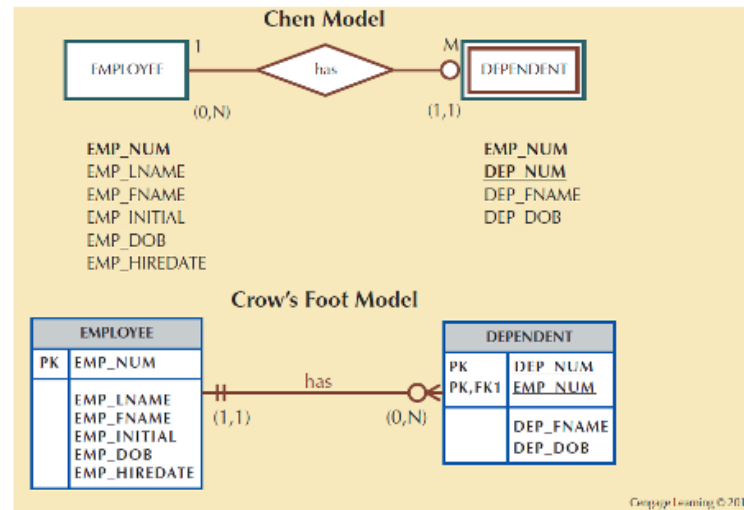 Chen Model
1
M
EMPLOYEE
has
DEPENDENT
(0,N)
(1,1)
EMP_NUM
EMP_LNAME
EMP_FNAME
EMP_INITIAL
EMP_DOB
EMP_HIREDATE
EMP_NUM
DEP_NUM
DEP_FNAME
DEP_DOB
Crow's Foot Model
EMPLOYEE
PK EMP_NUM
EMP_LNAME
EMP_FNAME
EMP_INITIAL
EMP_DOB
EMP_HIREDATE
has
(1,1)
(0,N)
DEPENDENT
PK DEP_NUM
PK,FK1 EMP_NUM
DEP_FNAME
DEP_DOB
Cengage Learning © 201